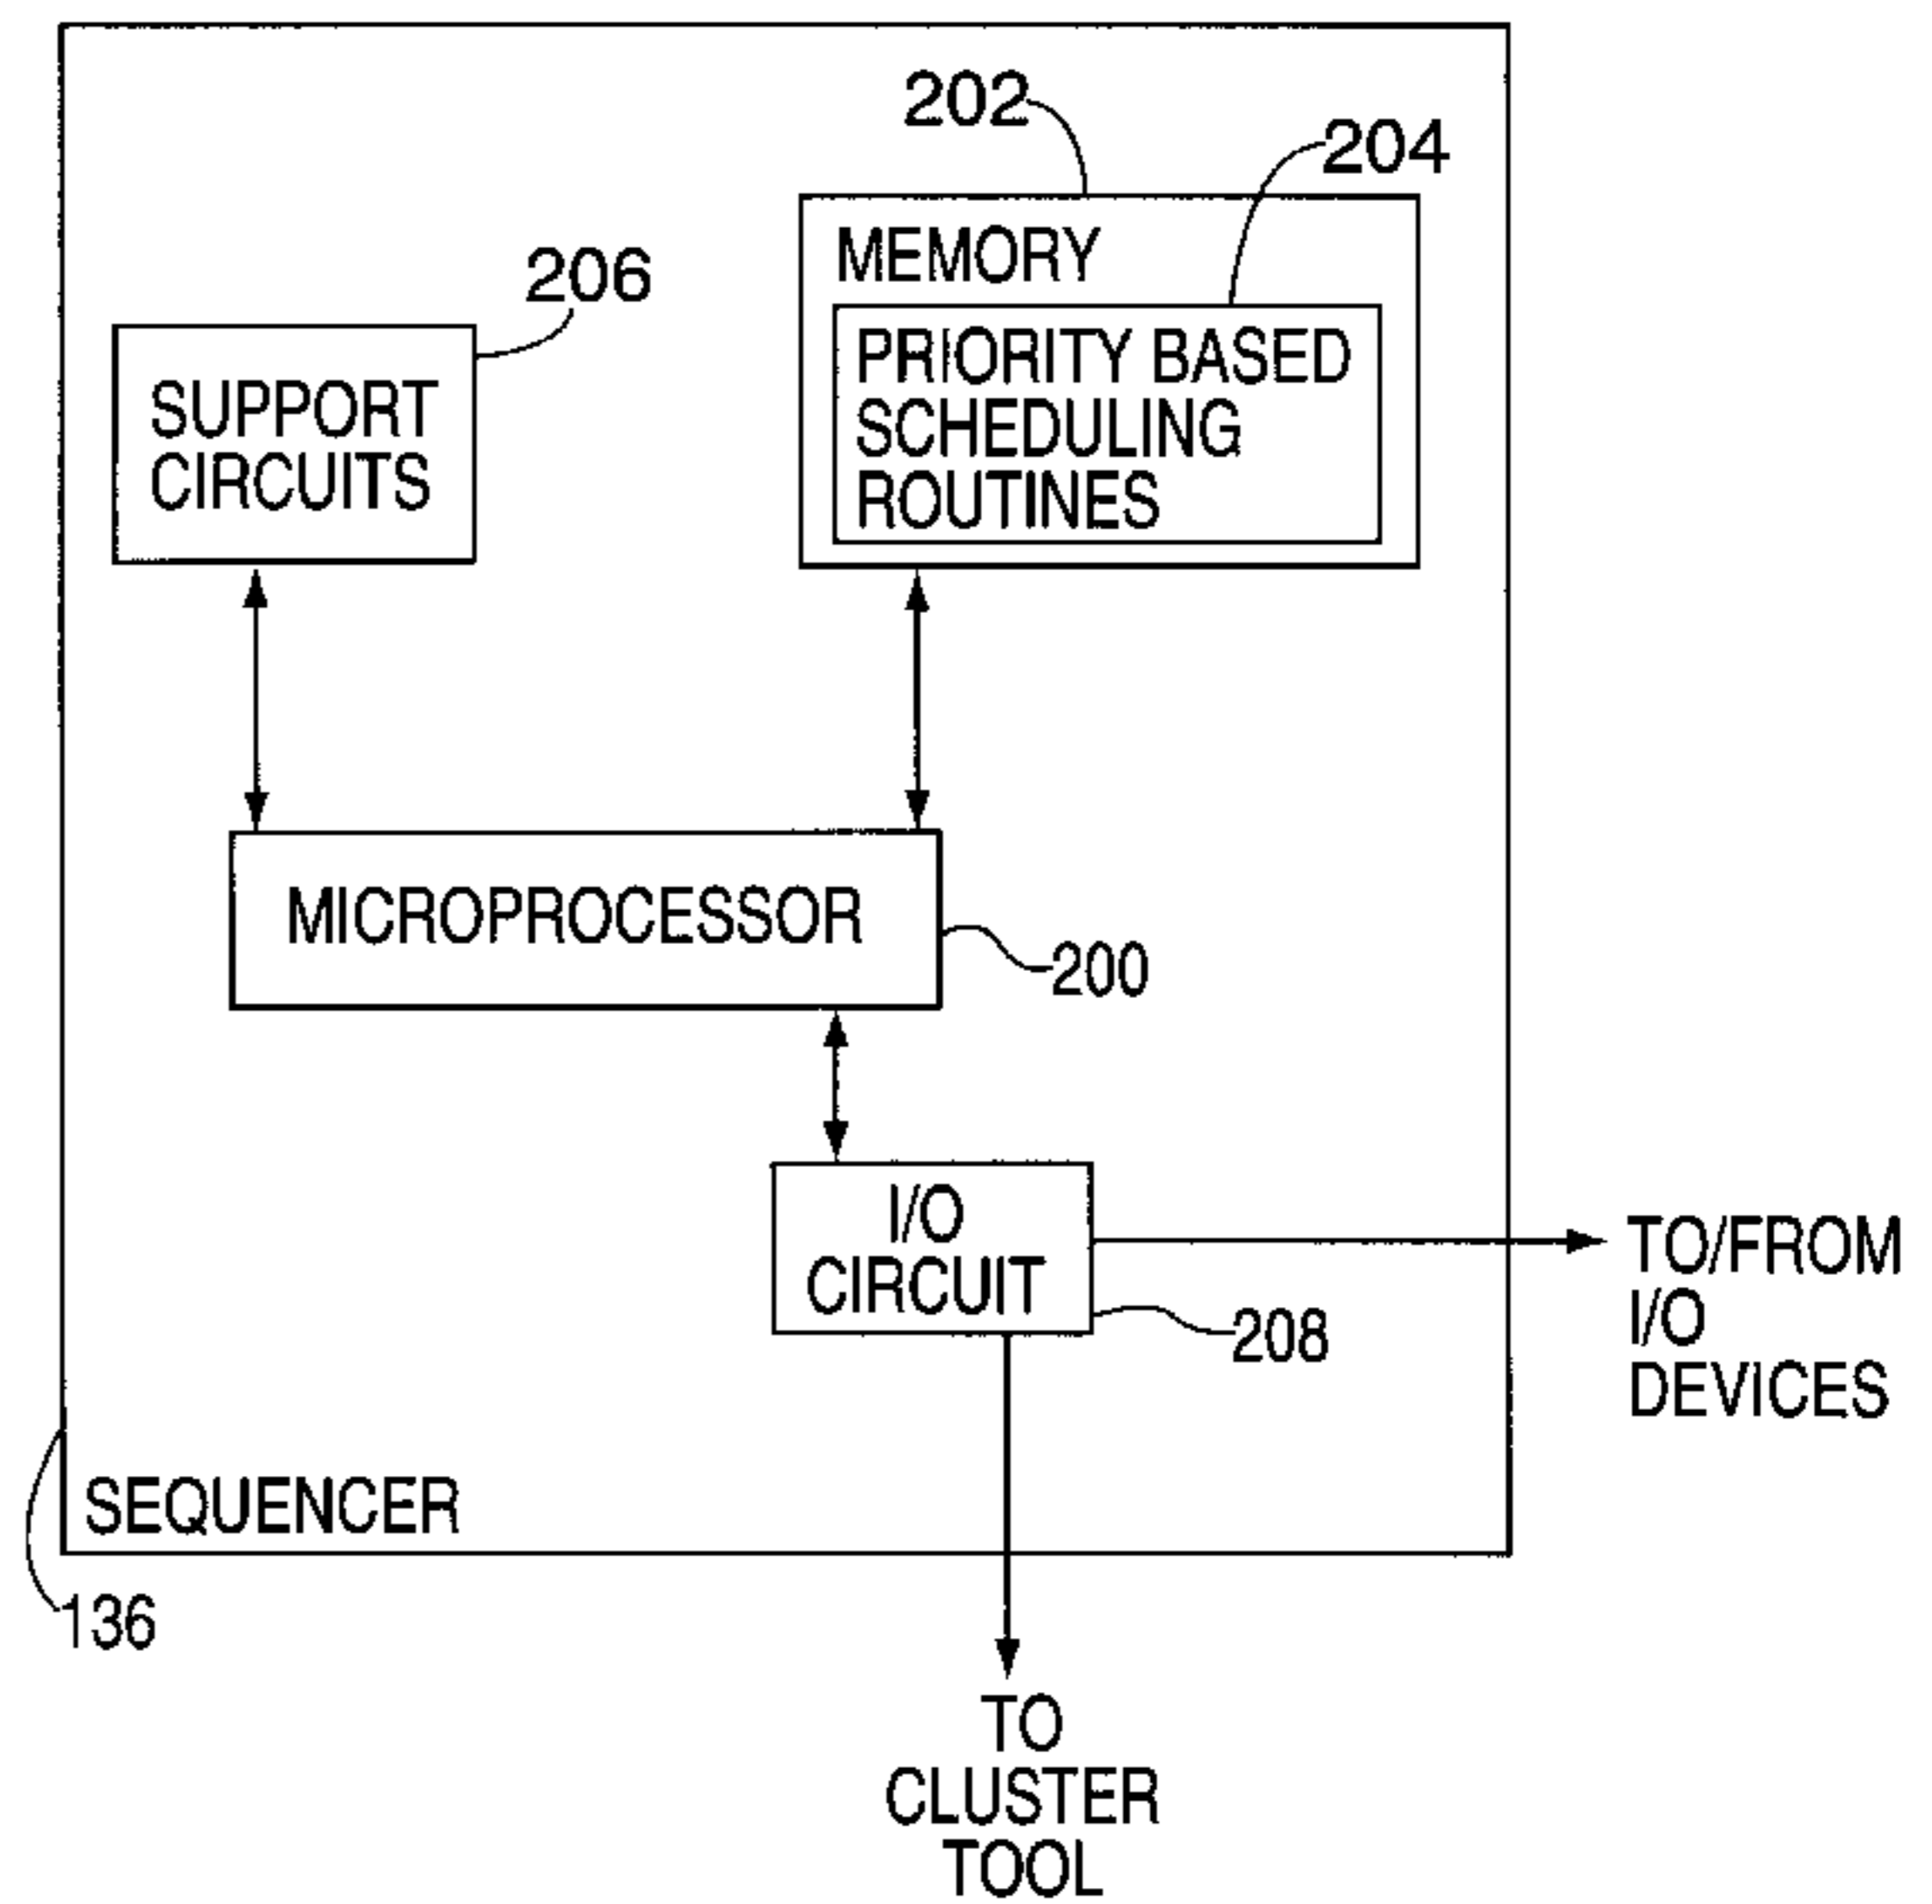 202
204
MEMORY
206
PRIORITY BASED
SCHEDULING
ROUTINES
SUPPORT
CIRCUITS
MICROPROCESSOR
200
I/O
CIRCUIT
208
TO/FROM
I/O
DEVICES
SEQUENCER
136
TO
CLUSTER
TOOL